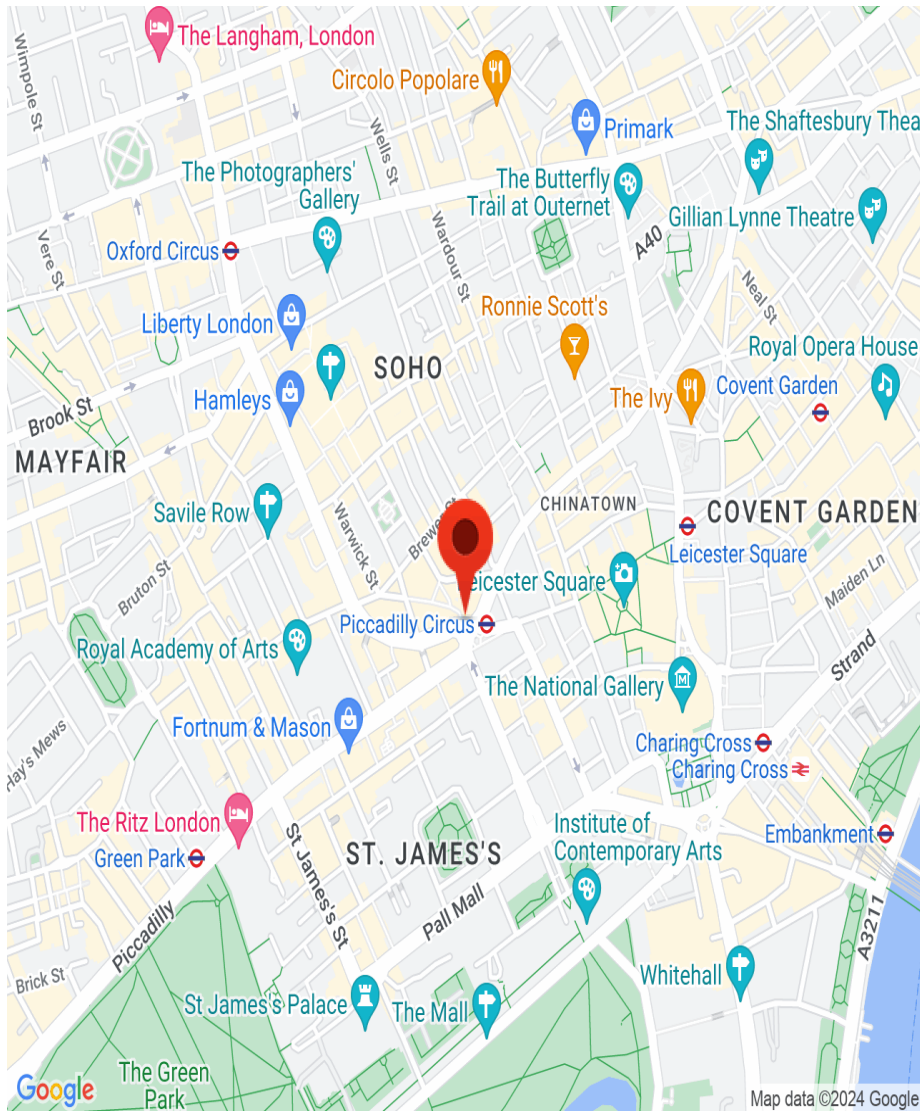 The Langham, London
Wimpole St
Circolo Popolare
Wells St
Primark
The Shaftesbury Thea
The Photographers'
Gallery
The Butterfly
Trail at Outernet
Gillian Lynne Theatre
Vere St
Wardour St
A40
Oxford Circus
Neal St
Liberty London
Ronnie Scott's
SOHO
Royal Opera House
Hamleys
The Ivy
Covent Garden
Brook St
MAYFAIR
CHINATOWN
COVENT GARDEN
Savile Row
Warwick St
Brewer St
Leicester Square
Bruton St
eicester Square
Maiden Ln
Piccadilly Circus
Royal Academy of Arts
Strand
The National Gallery
Fortnum & Mason
Hay's Mews
Charing Cross
Charing Cross
The Ritz London
Green Park
St James's St
ST. JAMES'S
Institute of
Contemporary Arts
Embankment
Piccadilly
Pall Mall
A3211
Brick St
Whitehall
St James's Palace
The Mall
The Green
Park
Google
Map data ©2024 Google